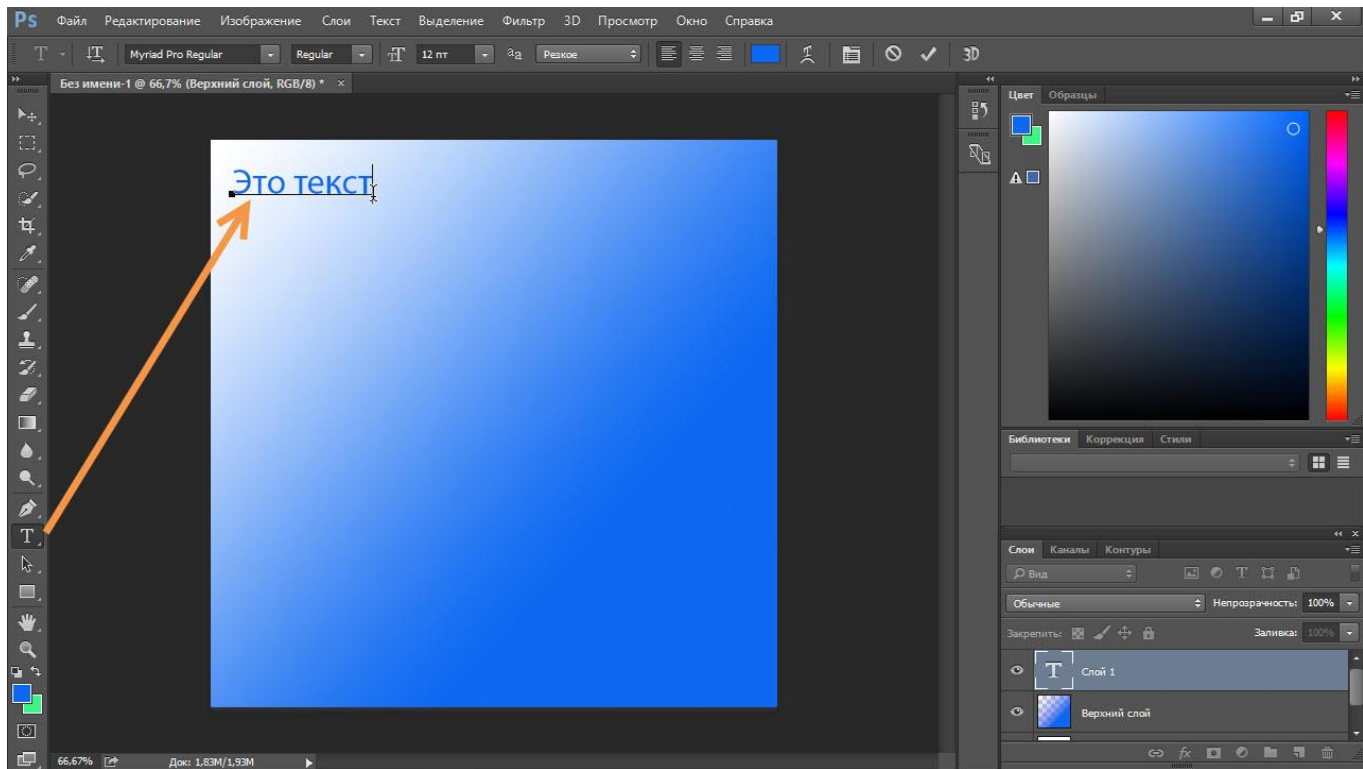 Ps Файл Редактирование Изображение Слои Текст Выделение Фильтр 3D Просмотр Окно Справка
T Myriad Pro Regular Regular 12 пт aа Резкое 3D
Без имени-1 @ 66,7% (Верхний слой, RGB/8) * ×
Цвет Образцы
Это текст
Библиотеки Коррекция Стили
T
Слои Каналы Контуры
Вид T
Обычные Непрозрачность: 100%
Закрепить: Заливка: 100%
T Слой 1
Верхний слой
fx
66,67% Док: 1,83M/1,93M